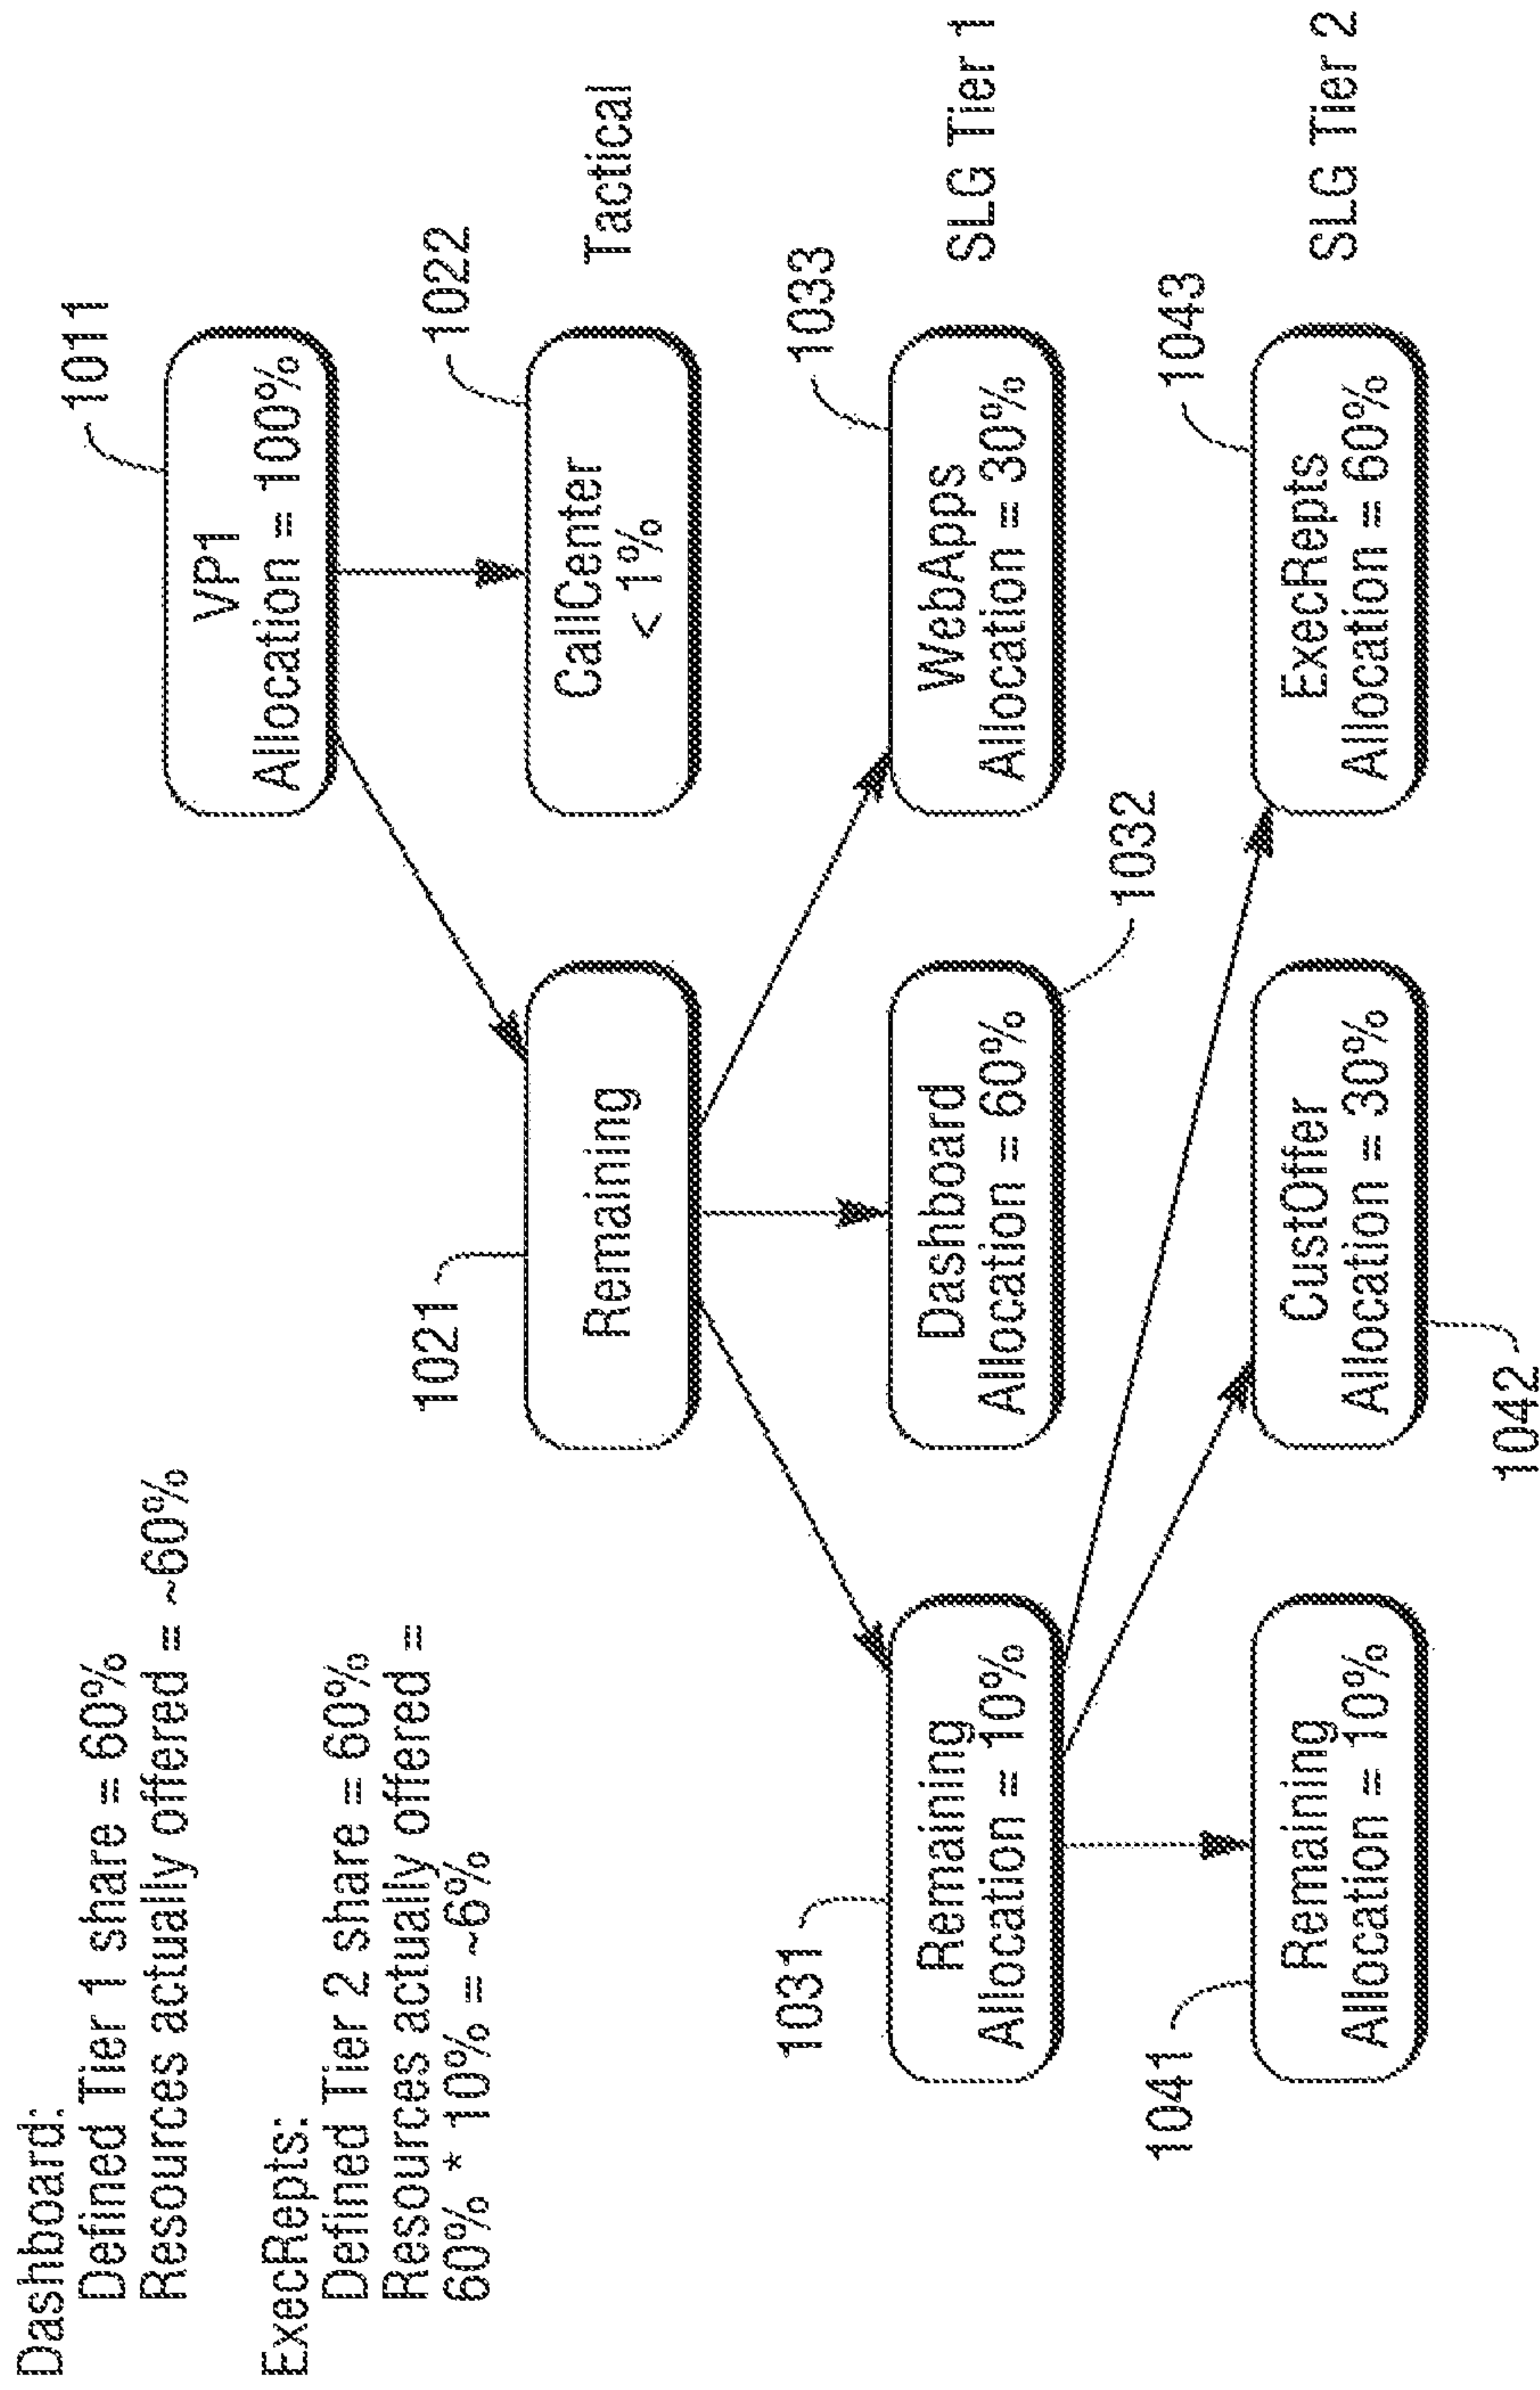 Dashboard:
Defined Tier 1 share = 60%
Resources actually offered = ~60%
ExecRepts:
Defined Tier 2 share = 60%
Resources actually offered =
60% * 10% = ~6%
1011
VP1
Allocation = 100%
1021
Remaining
1022
CallCenter
< 1%
Tactical
1031
Remaining
Allocation = 10%
Dashboard
Allocation = 60%
1032
1033
WebApps
Allocation = 30%
SLG Tier 1
1041
Remaining
Allocation = 10%
CustOffer
Allocation = 30%
1042
1043
ExecRepts
Allocation = 60%
SLG Tier 2